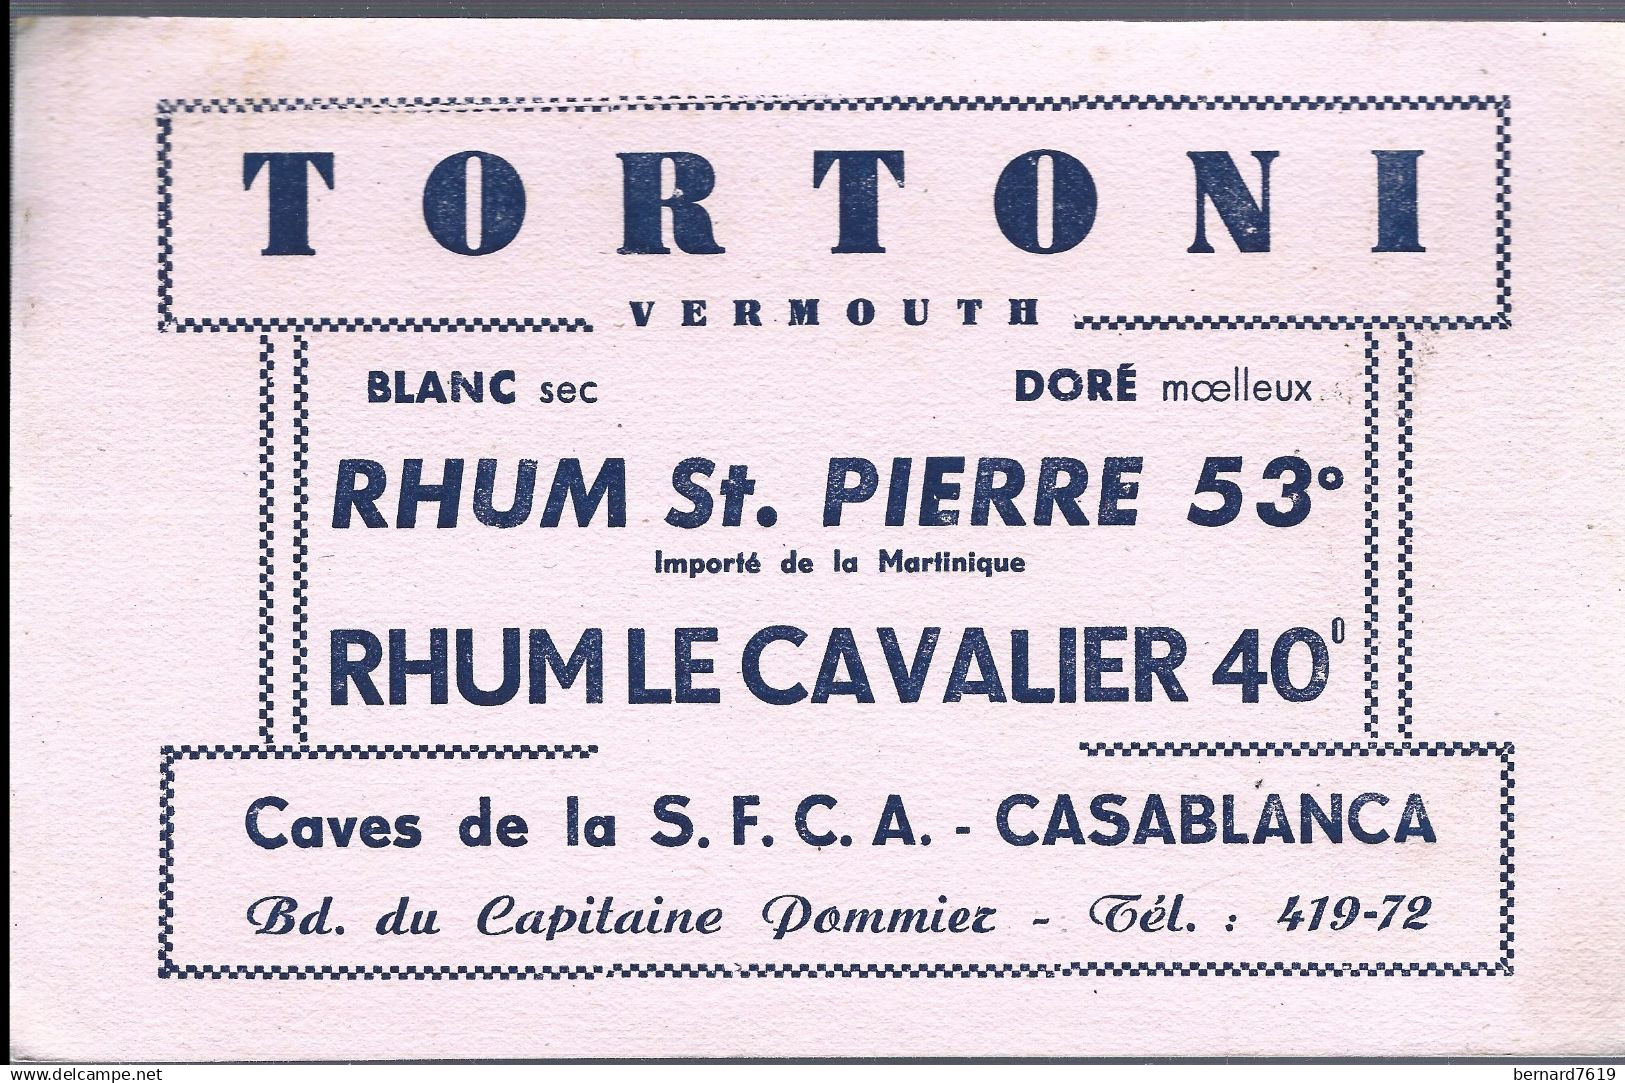 TORTONI
VERMOUTH
BLANC sec DORÉ mœlleux
RHUM St. PIERRE 53°
Importé de la Martinique
RHUM LE CAVALIER 40°
Caves de la S. F. C. A. - CASABLANCA
Bd. du Capitaine Pommier - Tél. : 419-72
www.delcampe.net
bernard7619